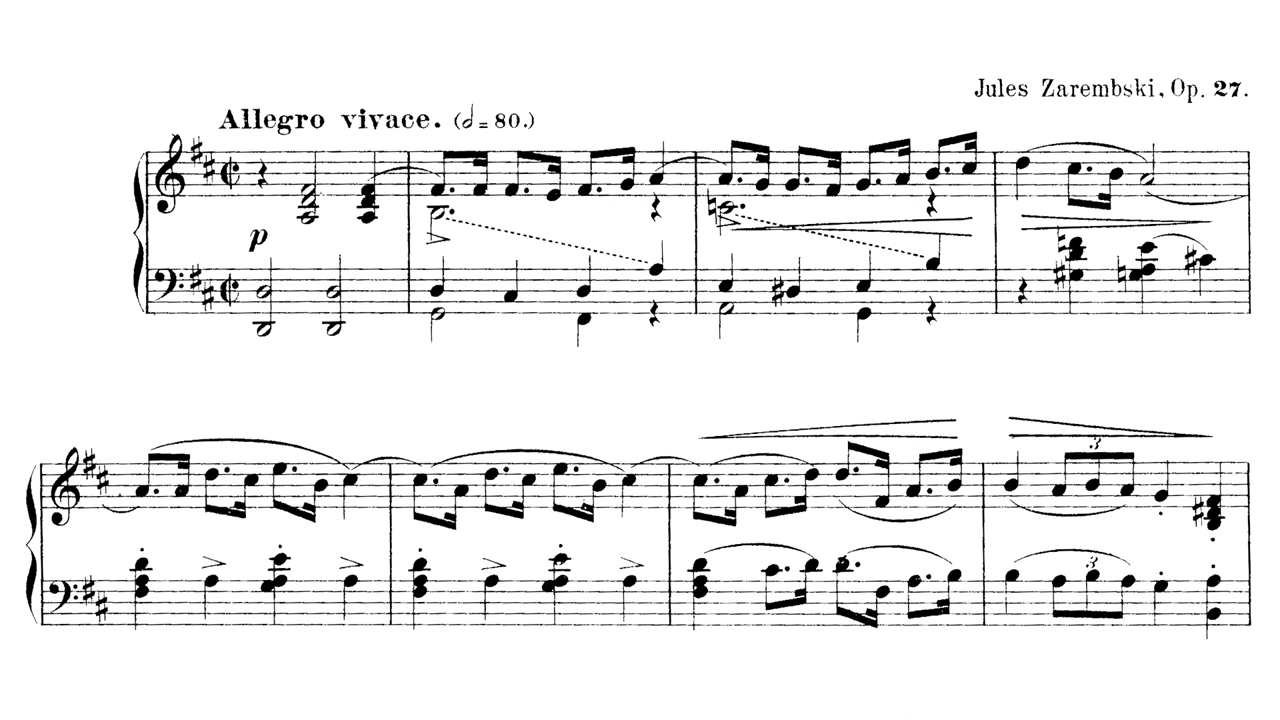 Jules Zarembski, Op. 27.
Allegro vivace. (𝅗𝅥 = 80.)
p
3
3